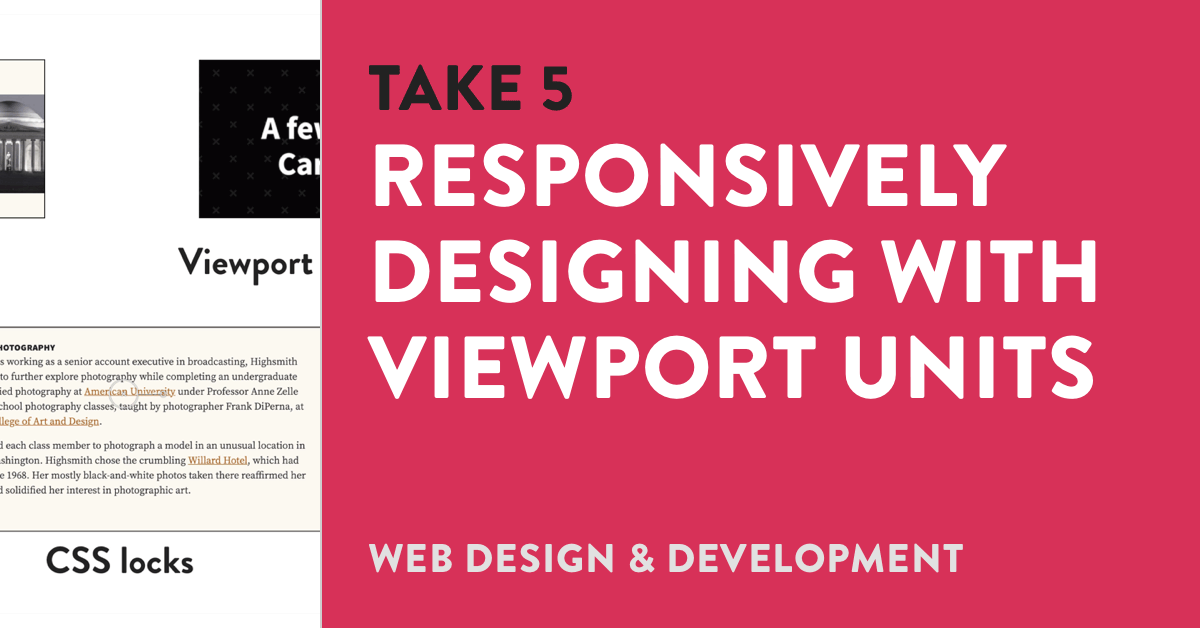 A few
Viewport
HOTOGRAPHY
s working as a senior account executive in broadcasting, Highsmith
to further explore photography while completing an undergraduate
ied photography at American University under Professor Anne Zelle
chool photography classes, taught by photographer Frank DiPerna, at
llege of Art and Design.
d each class member to photograph a model in an unusual location in
shington. Highsmith chose the crumbling Willard Hotel, which had
e 1968. Her mostly black-and-white photos taken there reaffirmed her
d solidified her interest in photographic art.
CSS locks
TAKE 5
RESPONSIVELY
DESIGNING WITH
VIEWPORT UNITS
WEB DESIGN & DEVELOPMENT